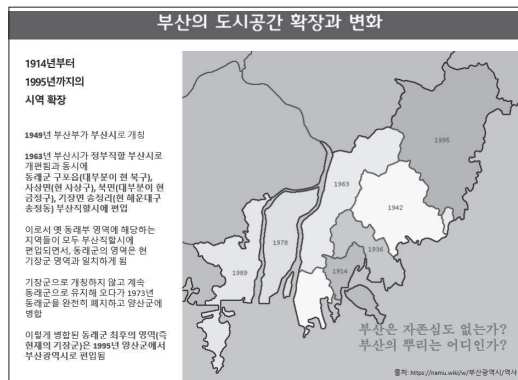 부산의 도시공간 확장과 변화
1914년부터
1995년까지의
시역 확장
1949년 부산부가 부산시로 개칭
1963년 부산시가 정부직할 부산시로
개편됨과 동시에
동래군 구포읍(대부분이 현 북구),
사상면(현 사상구), 북면(대부분이 현
금정구), 기장면 송정리(현 해운대구
송정동) 부산직할시에 편입
이로서 옛 동래부 영역에 해당하는
지역들이 모두 부산직할시에
편입되면서, 동래군의 영역은 현
기장군 영역과 일치하게 됨
기장군으로 개칭하지 않고 계속
동래군으로 유지해 오다가 1973년
동래군을 완전히 폐지하고 양산군에
병합
이렇게 병합된 동래군 최후의 영역(즉
현재의 기장군)은 1995년 양산군에서
부산광역시로 편입됨
1995
1963
1942
1978
1936
1989
1914
부산은 자존심도 없는가?
부산의 뿌리는 어디인가?
출처: https://namu.wiki/w/부산광역시/역사